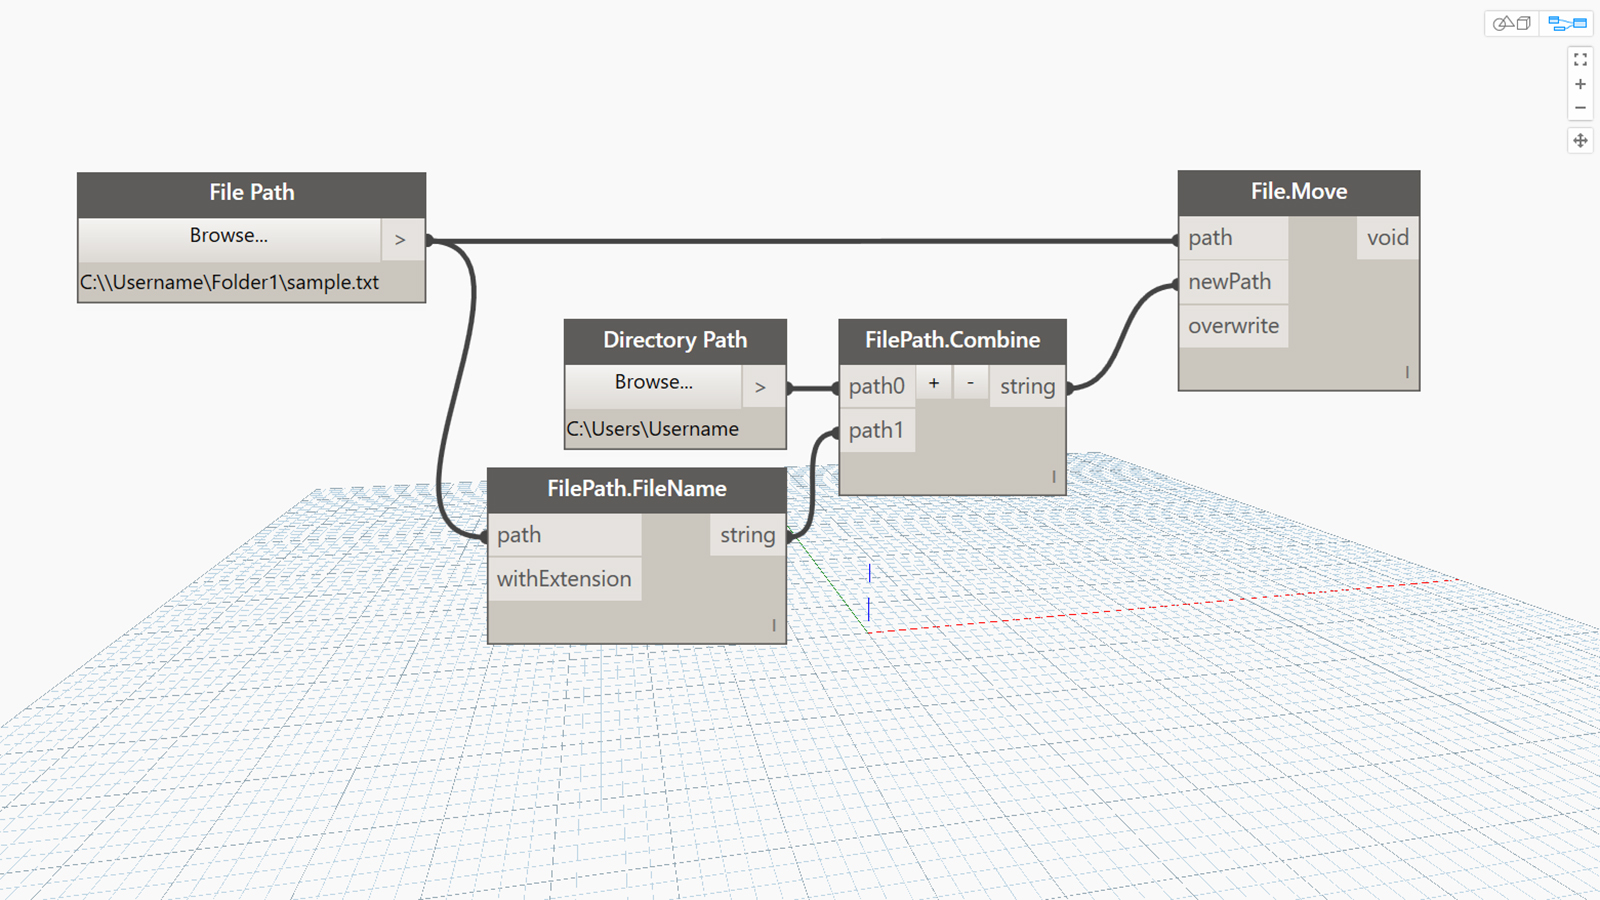 File Path
Browse...
>
C:\\Username\Folder1\sample.txt
Directory Path
Browse...
>
C:\Users\Username
FilePath.FileName
path
string
withExtension
l
FilePath.Combine
path0
+
-
string
path1
l
File.Move
path
void
newPath
overwrite
l